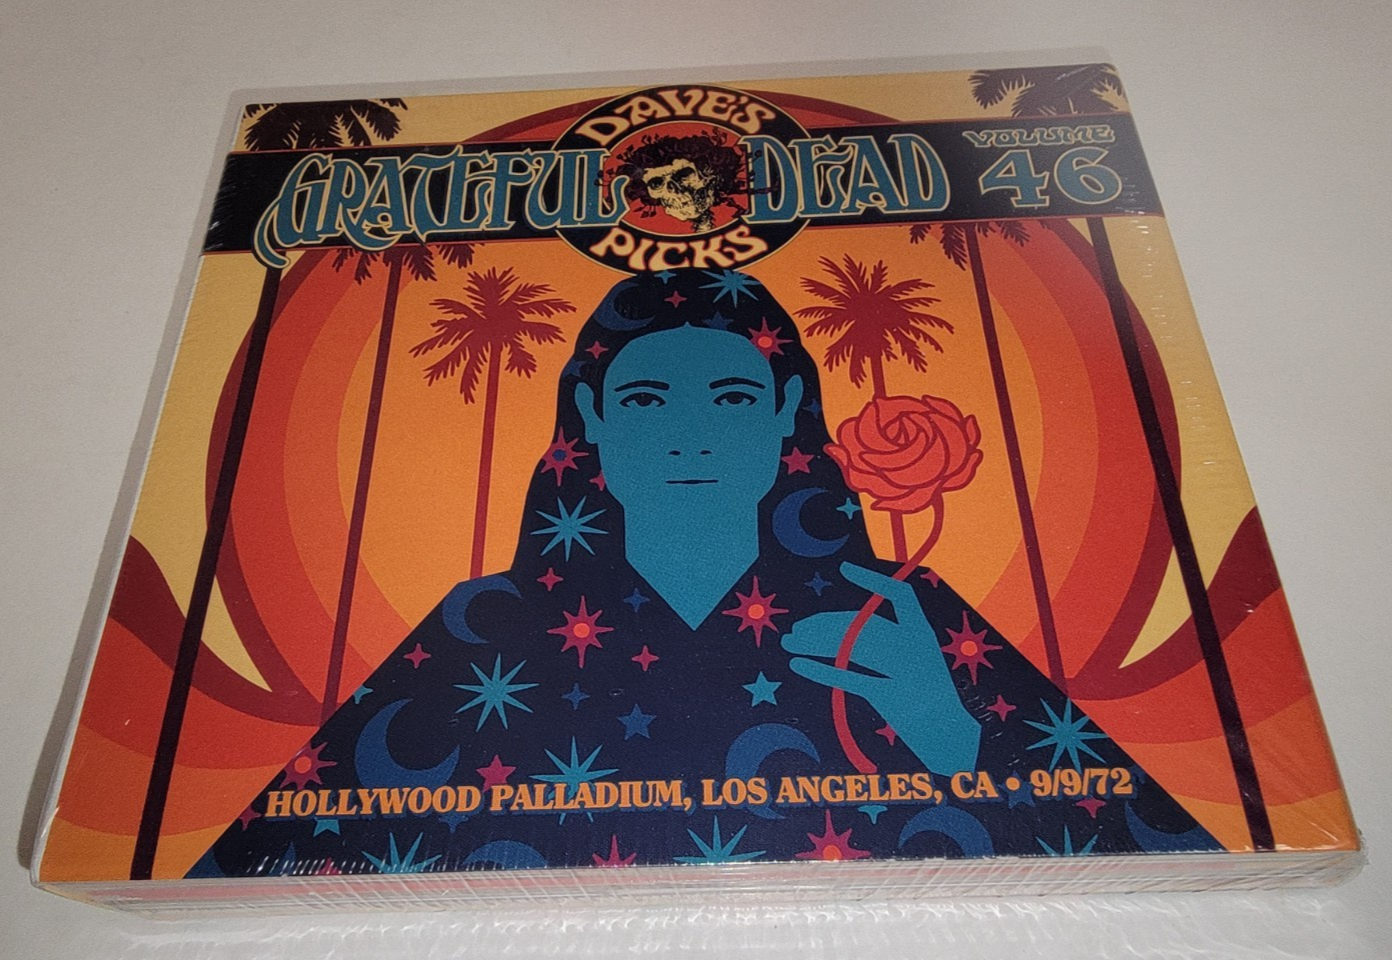 DAVE'S
GRATEFUL DEAD
PICKS
VOLUME
46
HOLLYWOOD PALLADIUM, LOS ANGELES, CA • 9/9/72